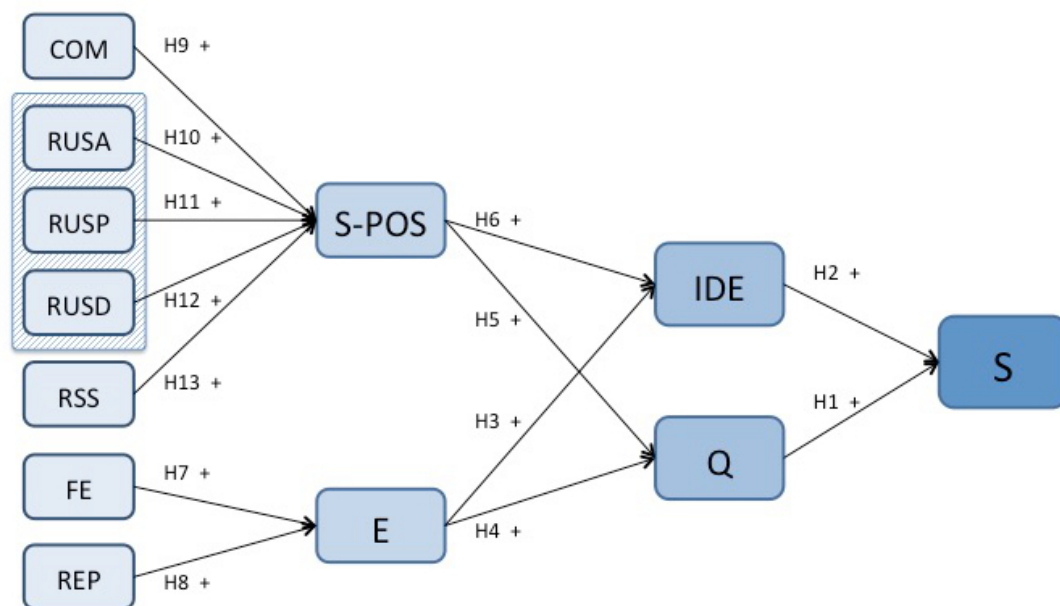 COM
H9 +
RUSA
H10 +
RUSP
H11 +
S-POS
H6 +
RUSD
H12 +
IDE
H2 +
H5 +
RSS
H13 +
S
H3 +
H1 +
FE
H7 +
Q
E
H4 +
REP
H8 +